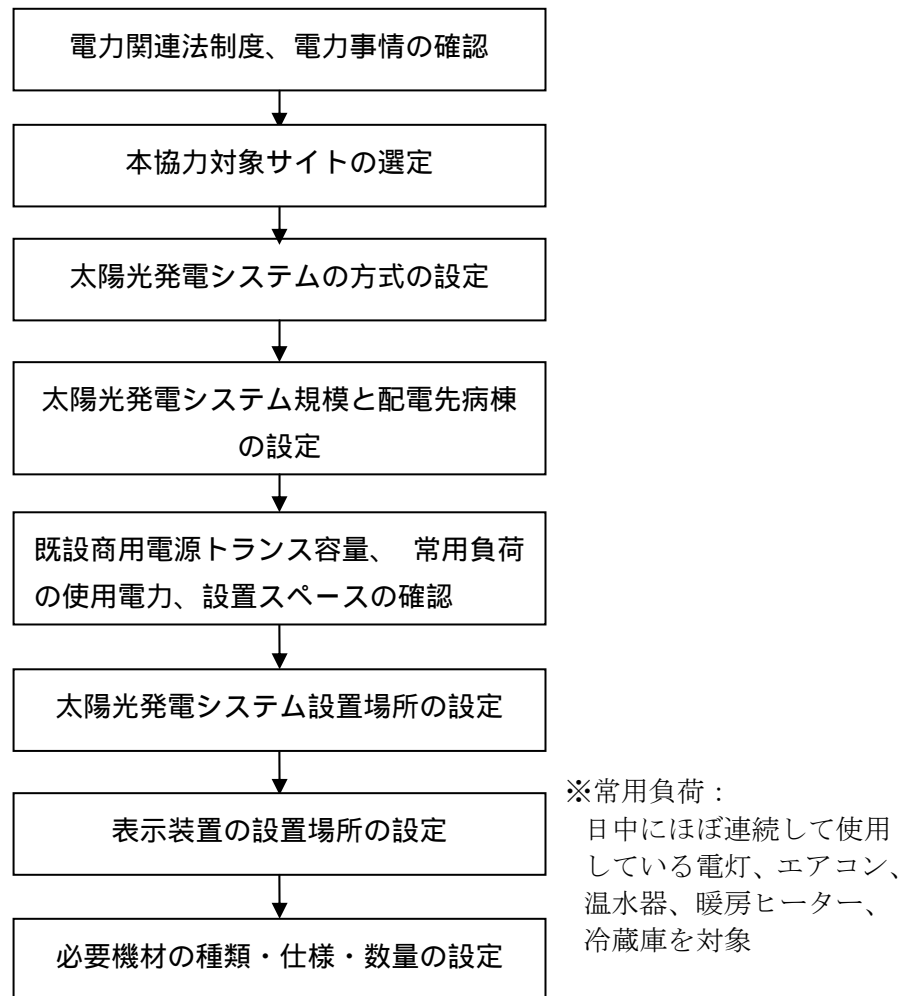 電力関連法制度、電力事情の確認
本協力対象サイトの選定
太陽光発電システムの方式の設定
太陽光発電システム規模と配電先病棟
の設定
既設商用電源トランス容量、 常用負荷
の使用電力、設置スペースの確認
太陽光発電システム設置場所の設定
表示装置の設置場所の設定
必要機材の種類・仕様・数量の設定
※常用負荷：
日中にほぼ連続して使用
している電灯、エアコン、
温水器、暖房ヒーター、
冷蔵庫を対象